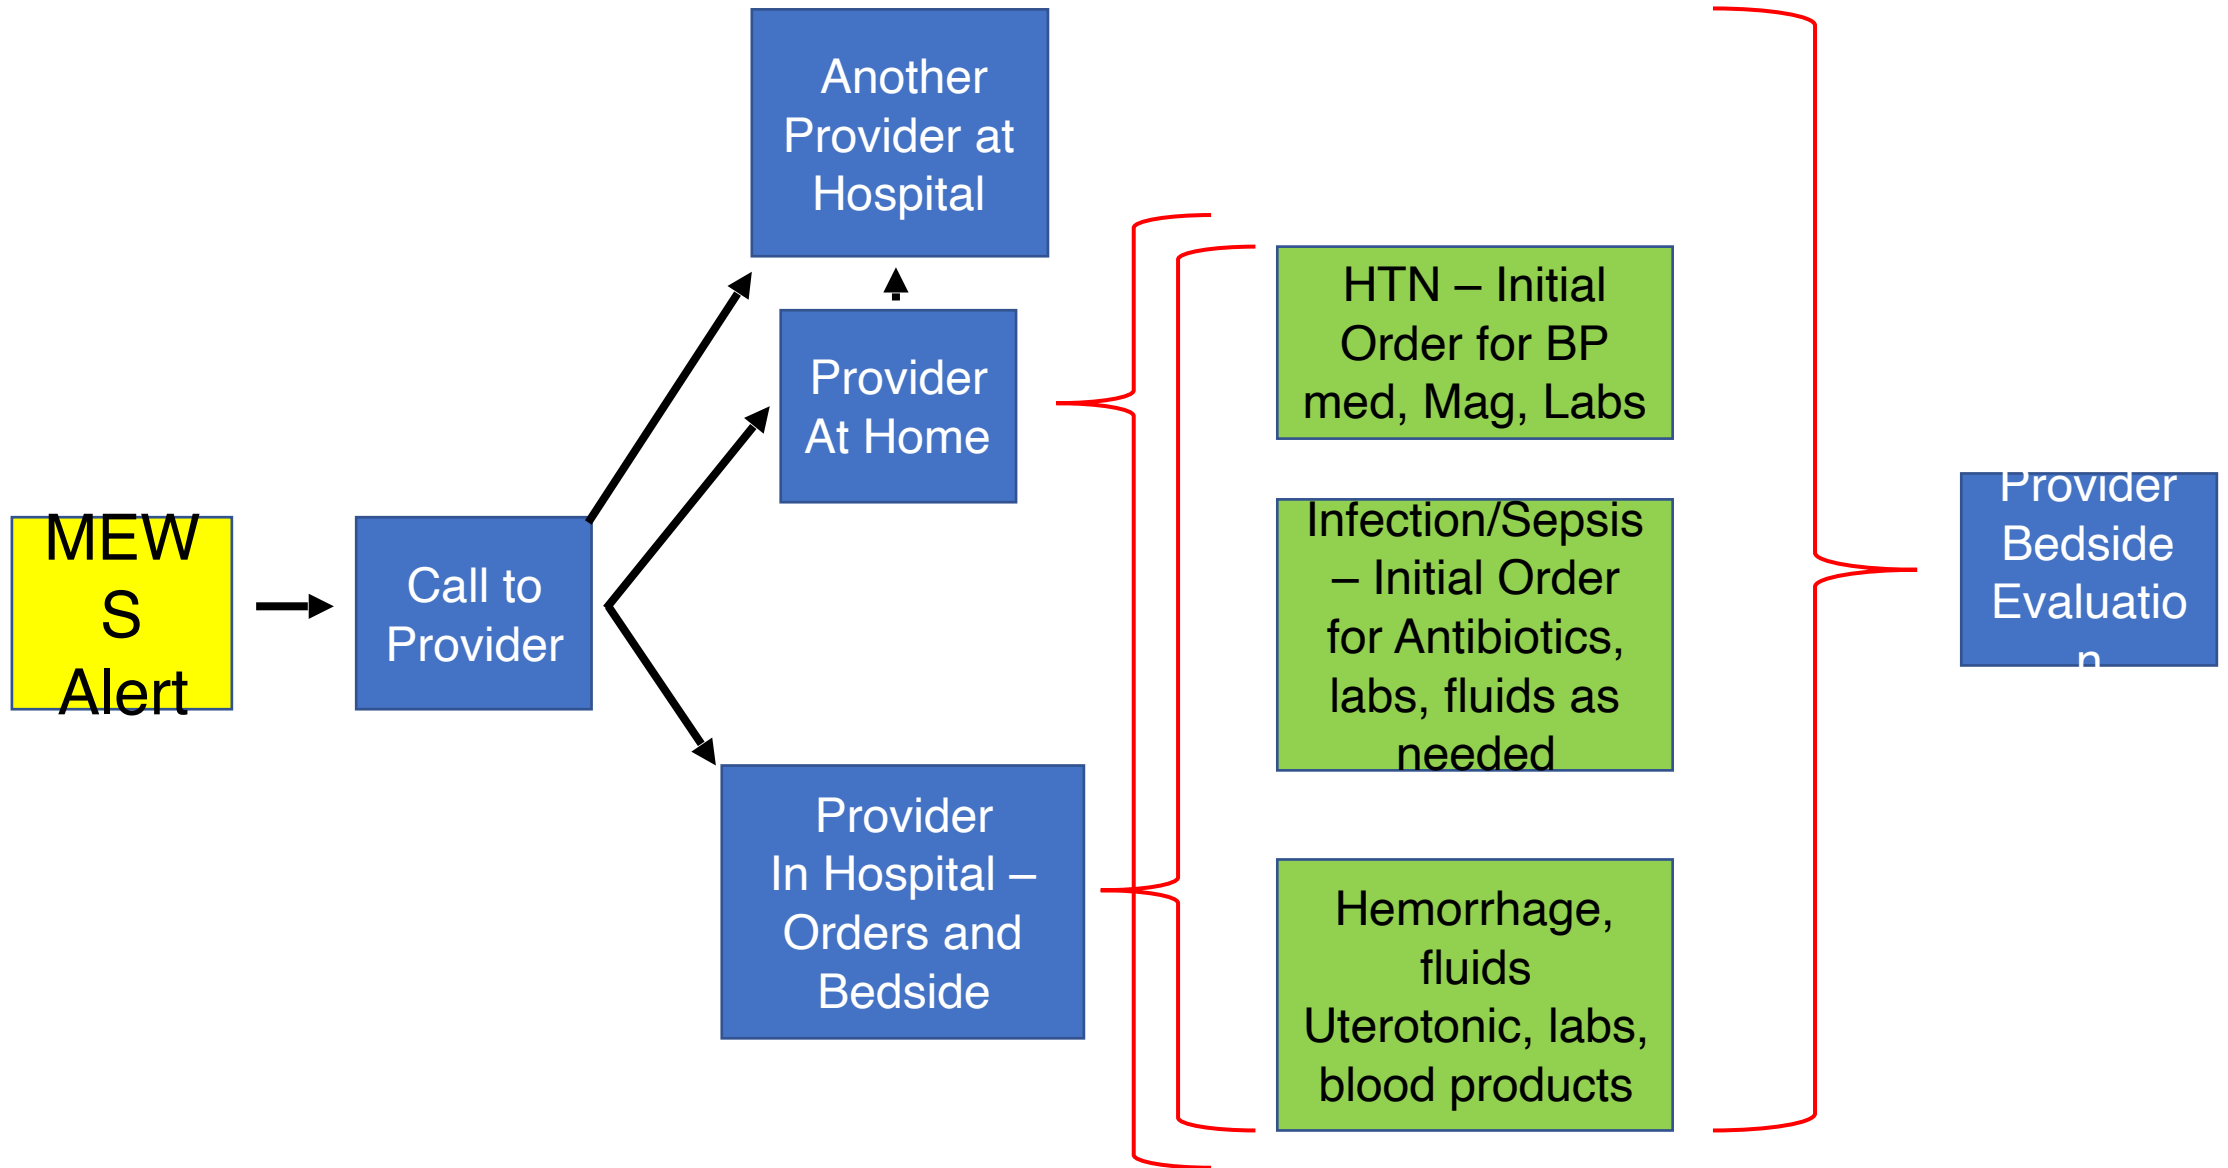 MEW
S
Alert
Call to
Provider
Another
Provider at
Hospital
Provider
At Home
Provider
In Hospital –
Orders and
Bedside
HTN – Initial
Order for BP
med, Mag, Labs
Infection/Sepsis
– Initial Order
for Antibiotics,
labs, fluids as
needed
Hemorrhage,
fluids
Uterotonic, labs,
blood products
Provider
Bedside
Evaluatio
n